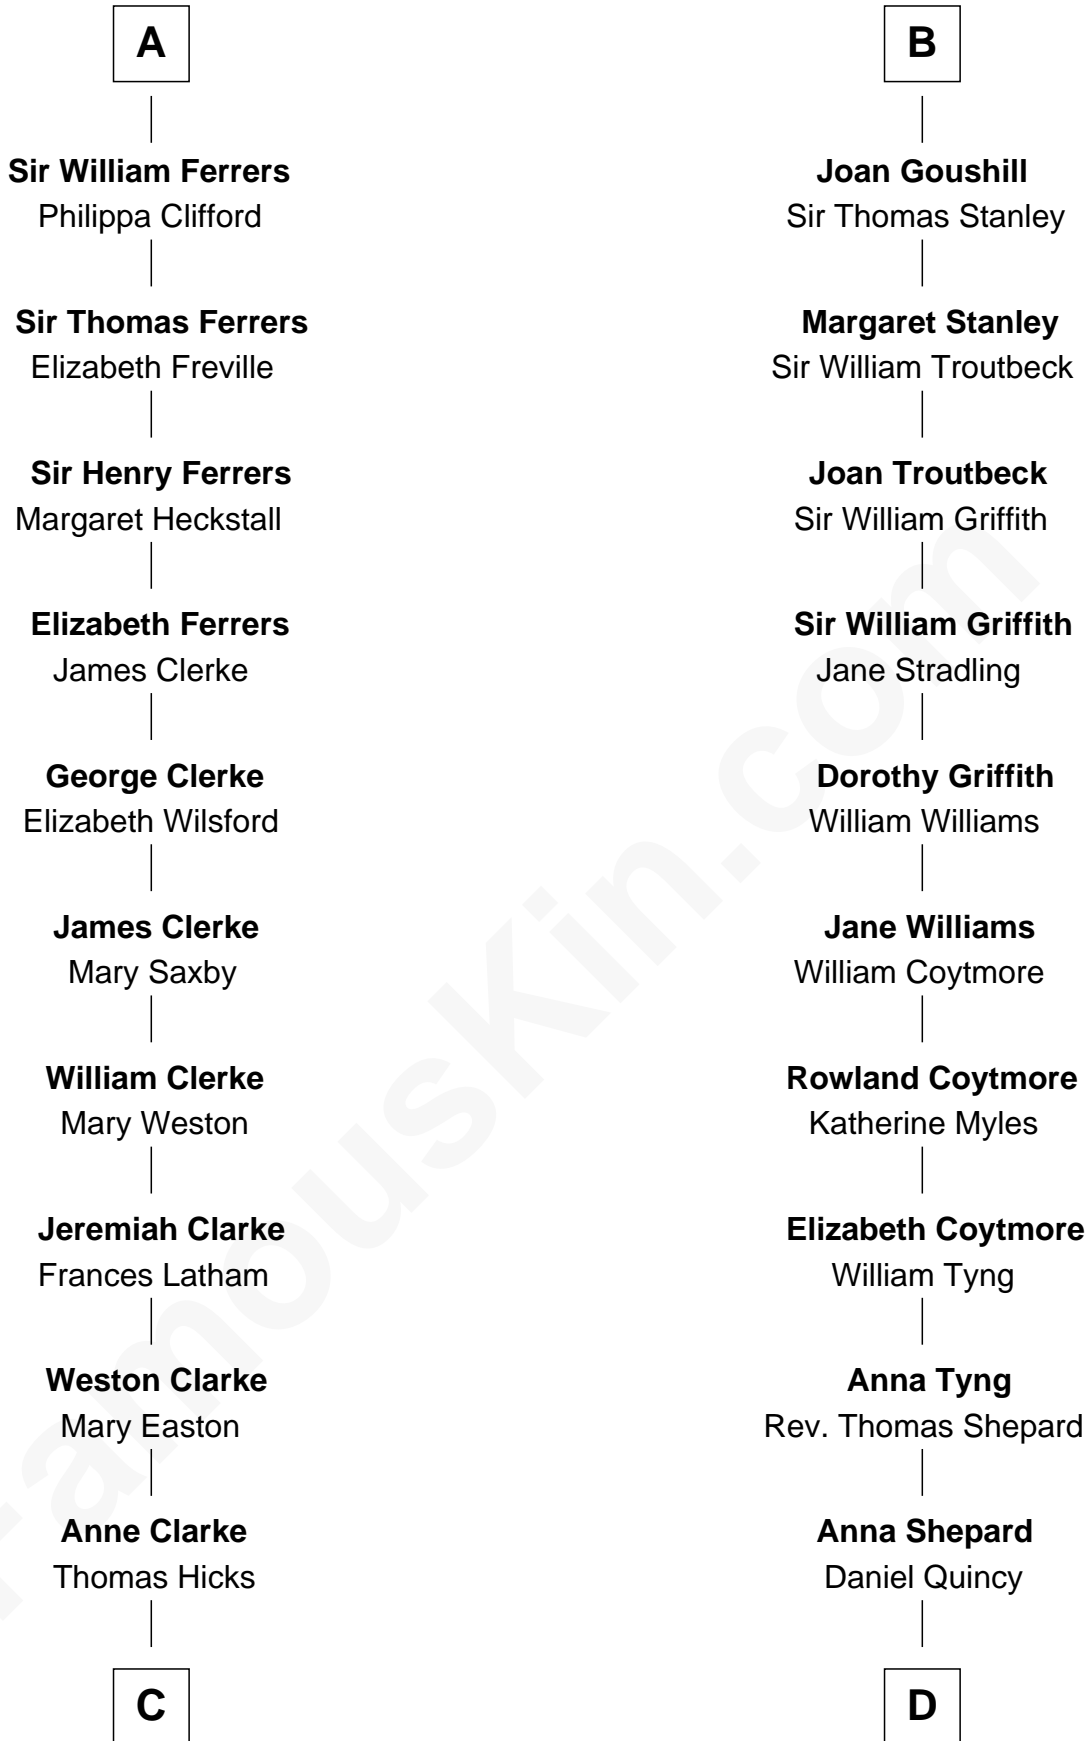 A
Sir William Ferrers
Philippa Clifford
Sir Thomas Ferrers
Elizabeth Freville
Sir Henry Ferrers
Margaret Heckstall
Elizabeth Ferrers
James Clerke
George Clerke
Elizabeth Wilsford
James Clerke
Mary Saxby
William Clerke
Mary Weston
Jeremiah Clarke
Frances Latham
Weston Clarke
Mary Easton
Anne Clarke
Thomas Hicks
C
B
Joan Goushill
Sir Thomas Stanley
Margaret Stanley
Sir William Troutbeck
Joan Troutbeck
Sir William Griffith
Sir William Griffith
Jane Stradling
Dorothy Griffith
William Williams
Jane Williams
William Coytmore
Rowland Coytmore
Katherine Myles
Elizabeth Coytmore
William Tyng
Anna Tyng
Rev. Thomas Shepard
Anna Shepard
Daniel Quincy
D
FamousKin.com